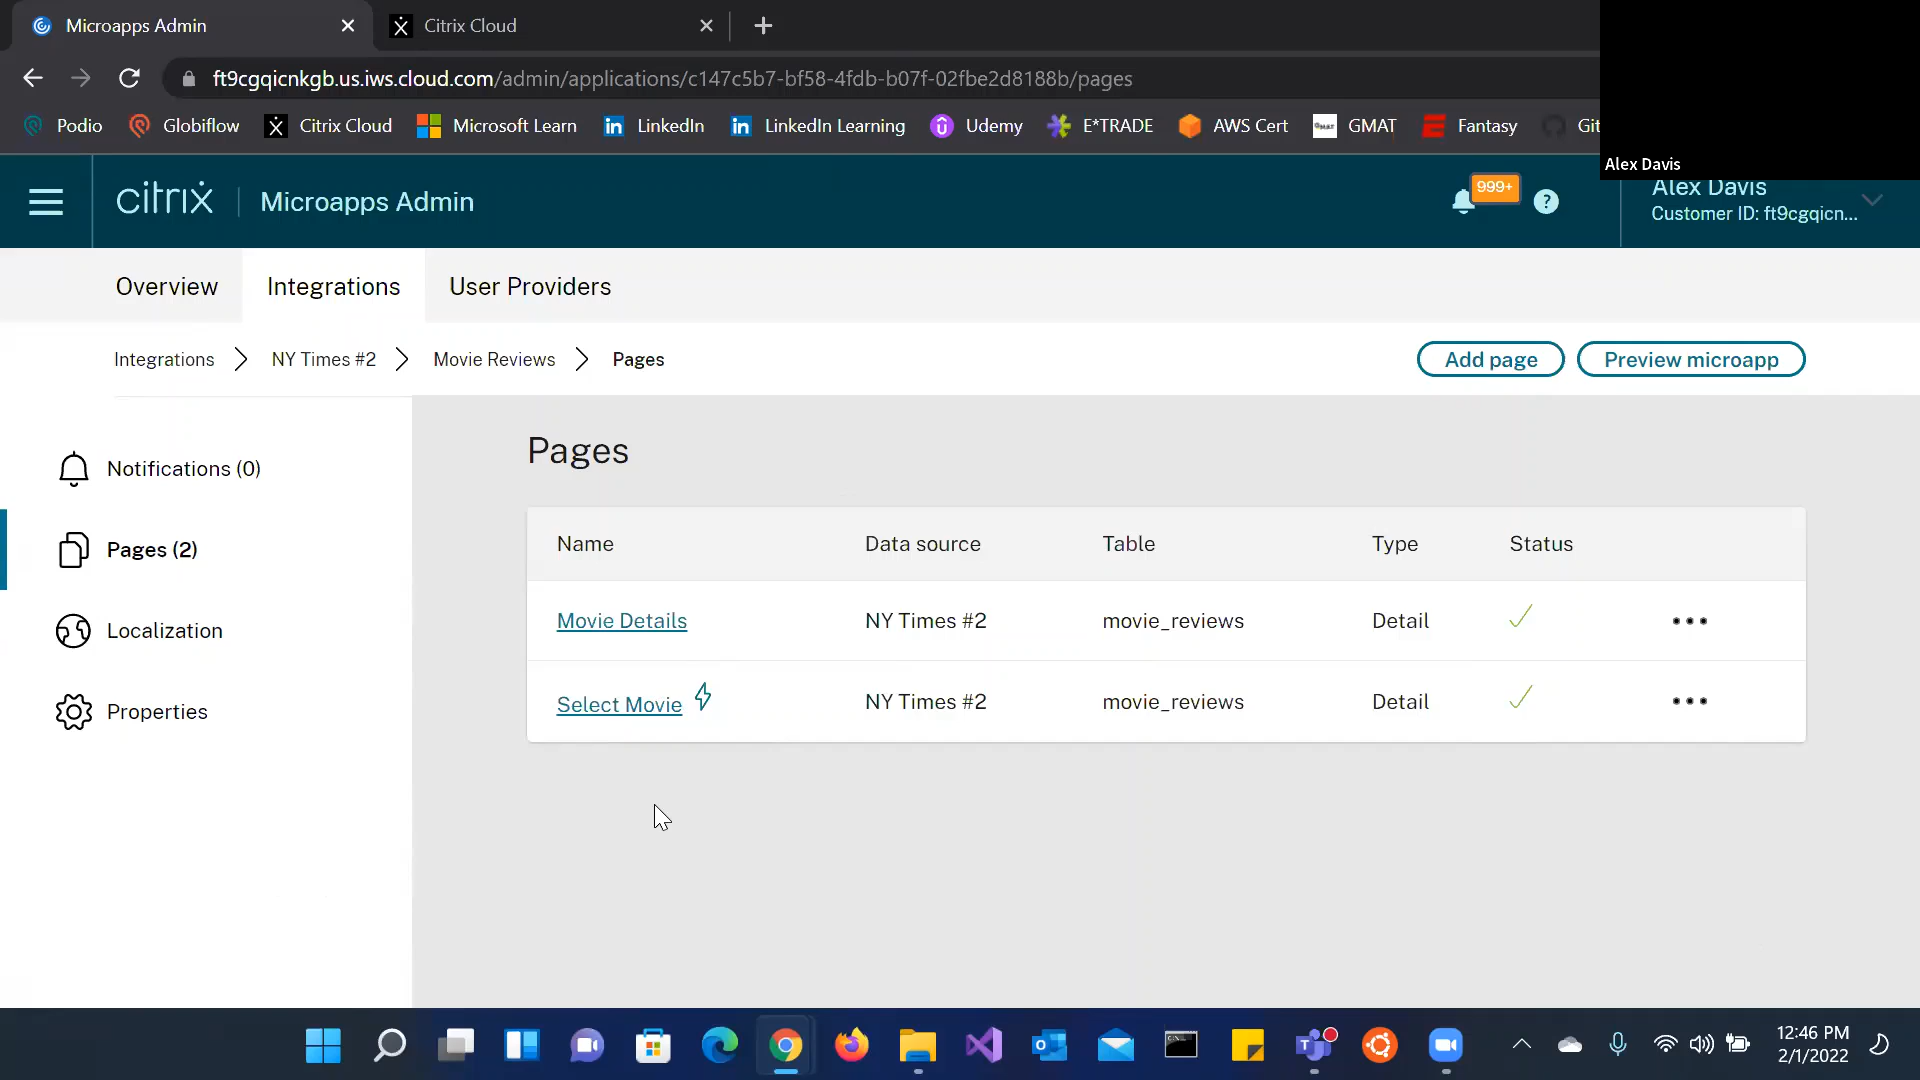 Microapps Admin
Citrix Cloud
ft9cgqicnkgb.us.iws.cloud.com/admin/applications/c147c5b7-bf58-4fdb-b07f-02fbe2d8188b/pages
Podio Globiflow Citrix Cloud Microsoft Learn LinkedIn LinkedIn Learning Udemy E*TRADE AWS Cert GMAT Fantasy Git
Alex Davis
citrix Microapps Admin 999+ ? Alex Davis
Customer ID: ft9cgqicn...
Overview Integrations User Providers
Integrations NY Times #2 Movie Reviews Pages Add page Preview microapp
Notifications (0)
Pages (2)
Localization
Properties
Pages
Name Data source Table Type Status
Movie Details NY Times #2 movie_reviews Detail
Select Movie NY Times #2 movie_reviews Detail
12:46 PM
2/1/2022